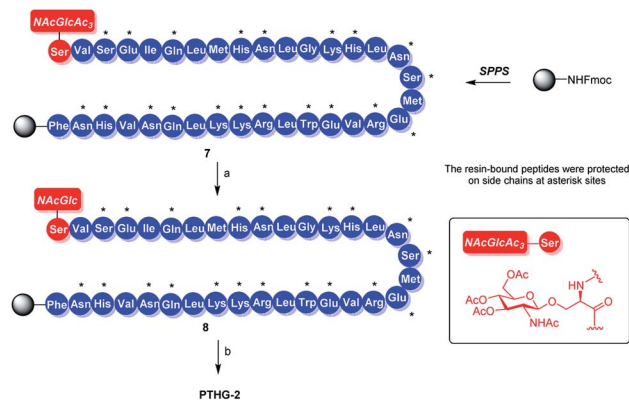 NAcGlcAc3
Ser Val Ser Glu Ile Gln Leu Met His Asn Leu Gly Lys His Leu Asn
* * * * * * * *
Ser *
Met
Phe Asn His Val Asn Gln Leu Lys Lys Arg Leu Trp Glu Val Arg Glu
* * * * * * * * * *
7
SPPS
NHFmoc
a
The resin-bound peptides were protected
on side chains at asterisk sites
NAcGlc
Ser Val Ser Glu Ile Gln Leu Met His Asn Leu Gly Lys His Leu Asn
* * * * * * * *
Ser *
Met
Phe Asn His Val Asn Gln Leu Lys Lys Arg Leu Trp Glu Val Arg Glu
* * * * * * * * * *
8
b
PTHG-2
NAcGlcAc3 Ser
OAc
AcO
AcO
O
O
NHAc
HN
O